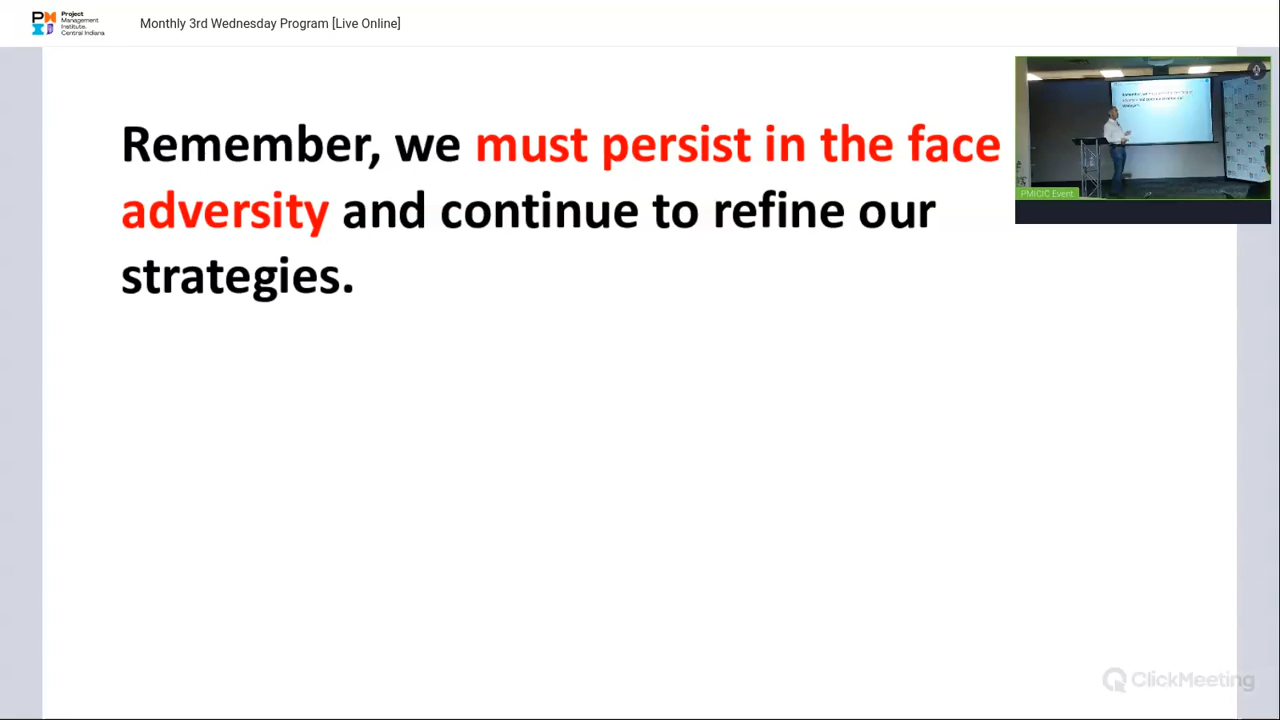 Project
Management
Institute.
Central Indiana
Monthly 3rd Wednesday Program [Live Online]
Remember, we must persist in the face
adversity and continue to refine our
strategies.
PMICIC Event
ClickMeeting